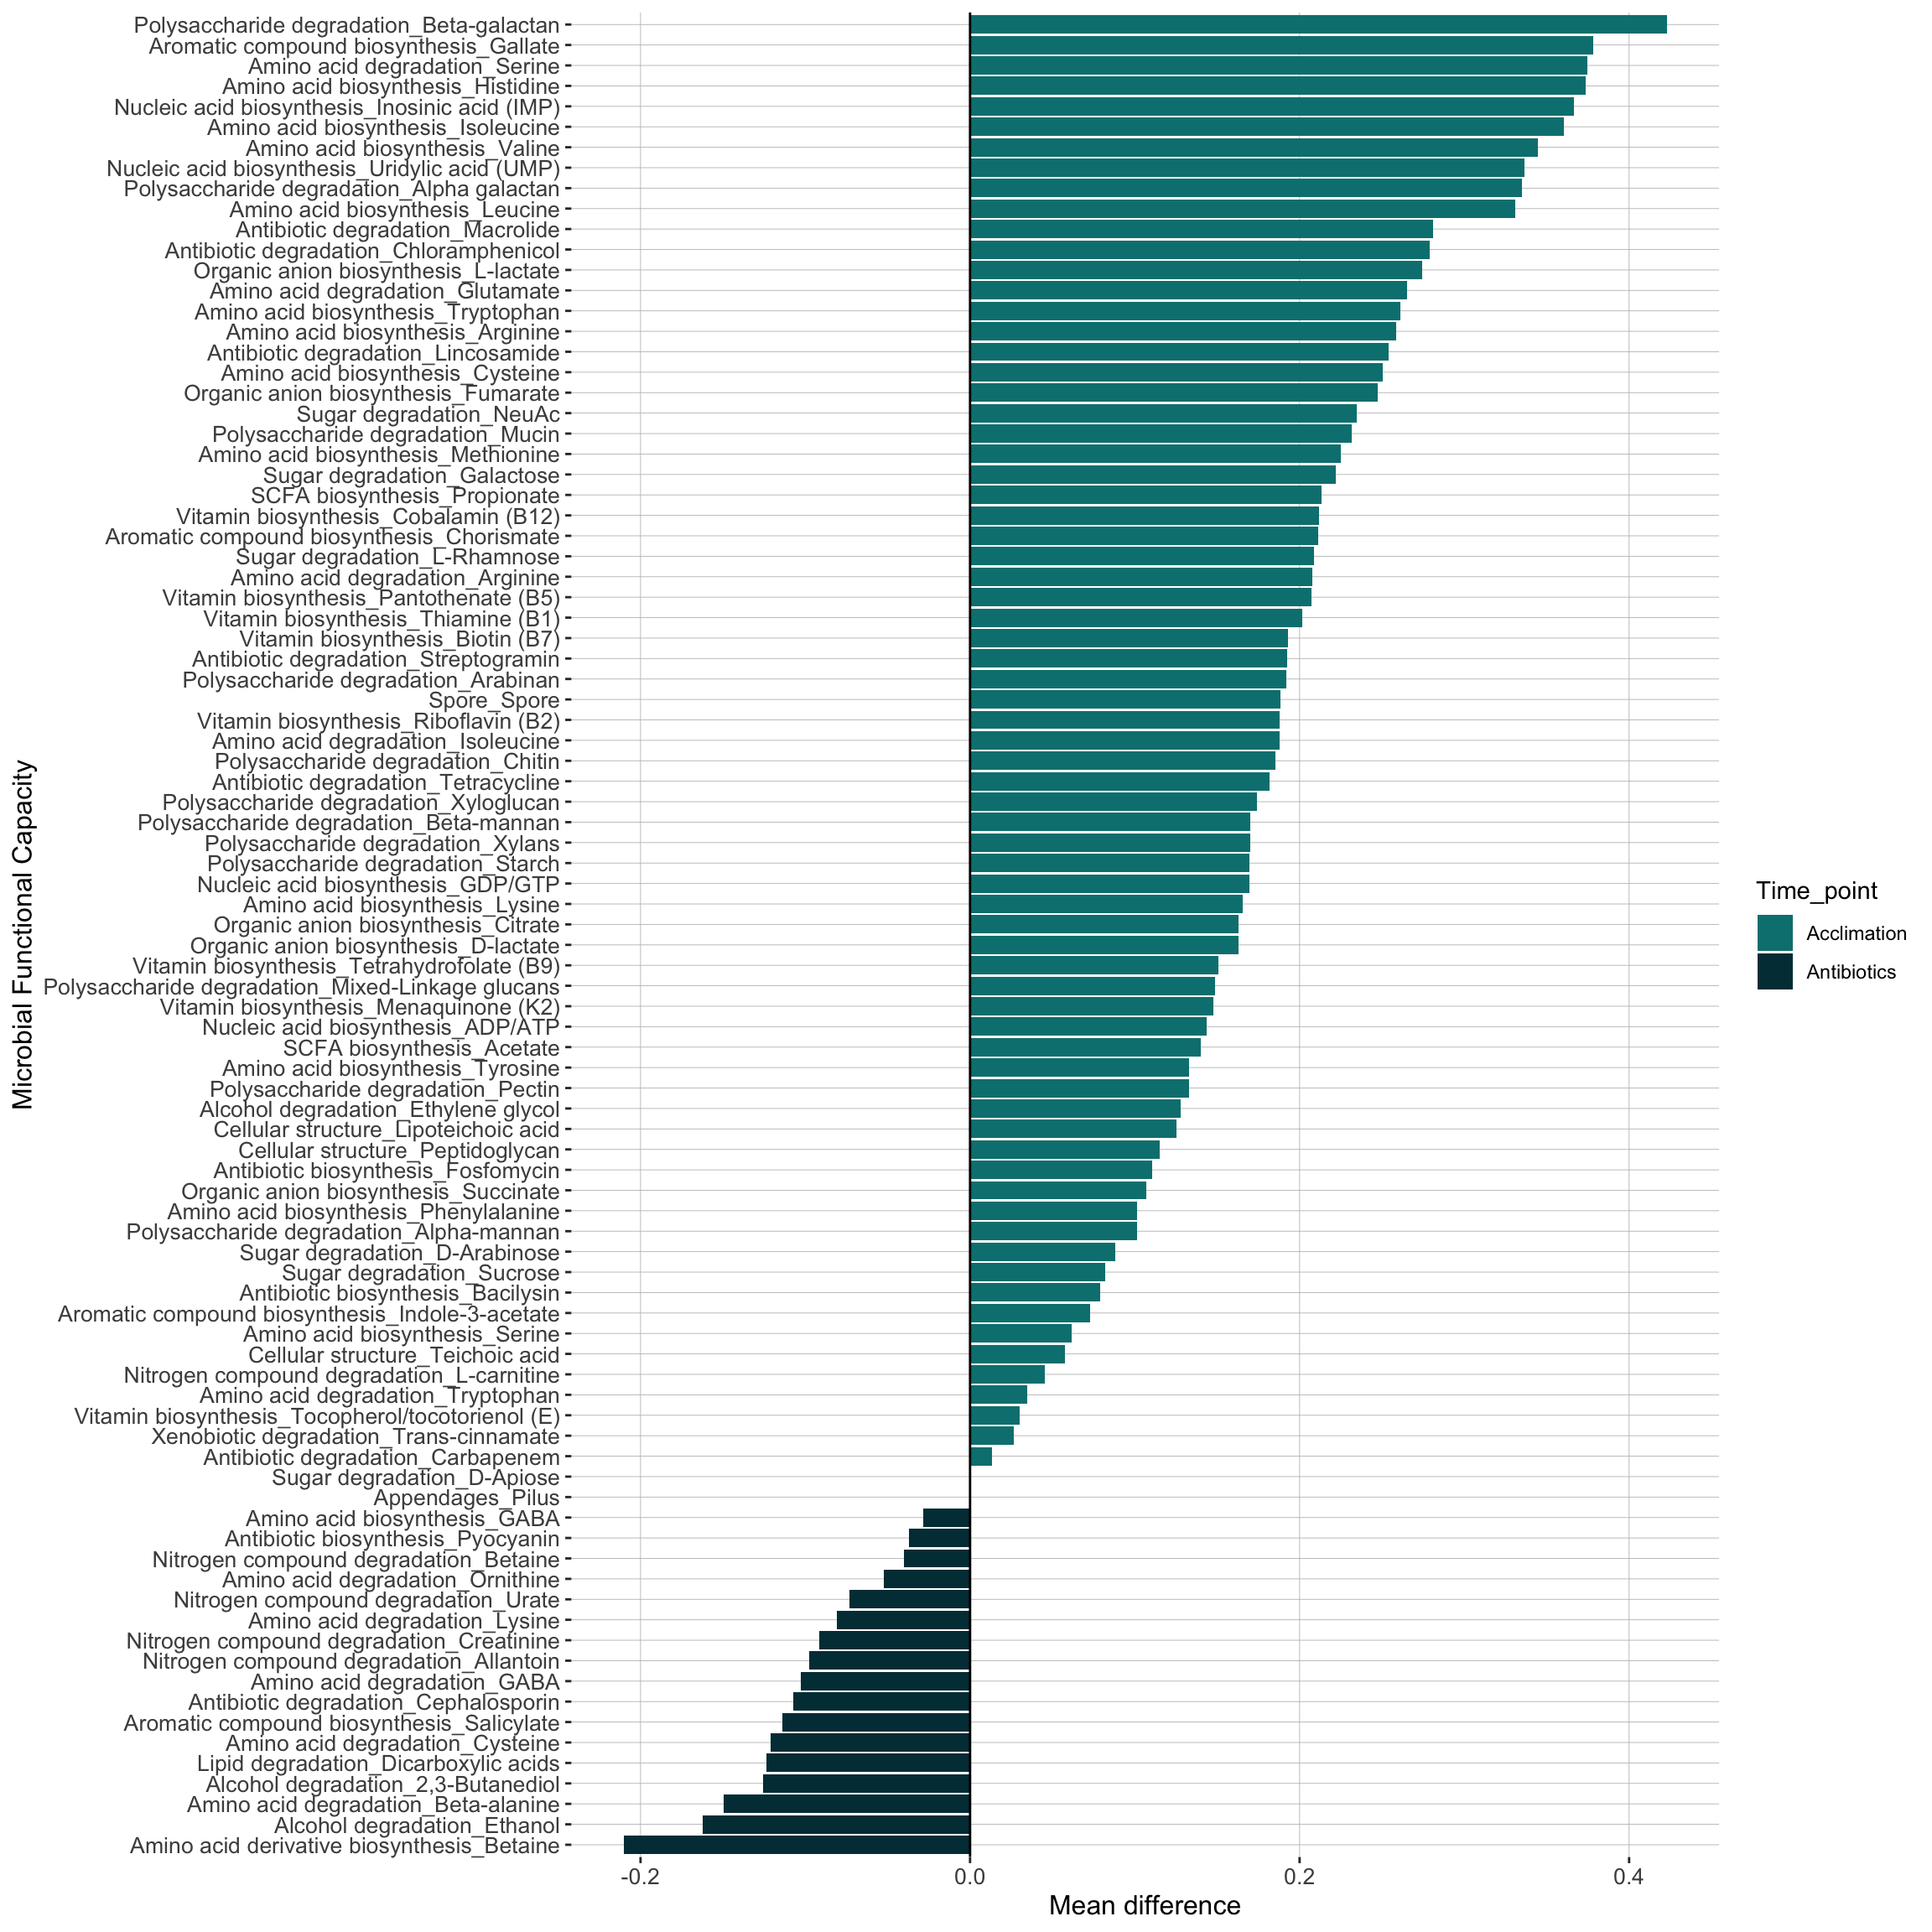 Polysaccharide degradation_Beta-galactan
Aromatic compound biosynthesis_Gallate
Amino acid degradation_Serine
Amino acid biosynthesis_Histidine
Nucleic acid biosynthesis_Inosinic acid (IMP)
Amino acid biosynthesis_Isoleucine
Amino acid biosynthesis_Valine
Nucleic acid biosynthesis_Uridylic acid (UMP)
Polysaccharide degradation_Alpha galactan
Amino acid biosynthesis_Leucine
Antibiotic degradation_Macrolide
Antibiotic degradation_Chloramphenicol
Organic anion biosynthesis_L-lactate
Amino acid degradation_Glutamate
Amino acid biosynthesis_Tryptophan
Amino acid biosynthesis_Arginine
Antibiotic degradation_Lincosamide
Amino acid biosynthesis_Cysteine
Organic anion biosynthesis_Fumarate
Sugar degradation_NeuAc
Polysaccharide degradation_Mucin
Amino acid biosynthesis_Methionine
Sugar degradation_Galactose
SCFA biosynthesis_Propionate
Vitamin biosynthesis_Cobalamin (B12)
Aromatic compound biosynthesis_Chorismate
Sugar degradation_L-Rhamnose
Amino acid degradation_Arginine
Vitamin biosynthesis_Pantothenate (B5)
Vitamin biosynthesis_Thiamine (B1)
Vitamin biosynthesis_Biotin (B7)
Antibiotic degradation_Streptogramin
Polysaccharide degradation_Arabinan
Spore_Spore
Vitamin biosynthesis_Riboflavin (B2)
Amino acid degradation_Isoleucine
Polysaccharide degradation_Chitin
Antibiotic degradation_Tetracycline
Polysaccharide degradation_Xyloglucan
Polysaccharide degradation_Beta-mannan
Polysaccharide degradation_Xylans
Polysaccharide degradation_Starch
Nucleic acid biosynthesis_GDP/GTP
Amino acid biosynthesis_Lysine
Organic anion biosynthesis_Citrate
Organic anion biosynthesis_D-lactate
Vitamin biosynthesis_Tetrahydrofolate (B9)
Polysaccharide degradation_Mixed-Linkage glucans
Vitamin biosynthesis_Menaquinone (K2)
Nucleic acid biosynthesis_ADP/ATP
SCFA biosynthesis_Acetate
Amino acid biosynthesis_Tyrosine
Polysaccharide degradation_Pectin
Alcohol degradation_Ethylene glycol
Cellular structure_Lipoteichoic acid
Cellular structure_Peptidoglycan
Antibiotic biosynthesis_Fosfomycin
Organic anion biosynthesis_Succinate
Amino acid biosynthesis_Phenylalanine
Polysaccharide degradation_Alpha-mannan
Sugar degradation_D-Arabinose
Sugar degradation_Sucrose
Antibiotic biosynthesis_Bacilysin
Aromatic compound biosynthesis_Indole-3-acetate
Amino acid biosynthesis_Serine
Cellular structure_Teichoic acid
Nitrogen compound degradation_L-carnitine
Amino acid degradation_Tryptophan
Vitamin biosynthesis_Tocopherol/tocotorienol (E)
Xenobiotic degradation_Trans-cinnamate
Antibiotic degradation_Carbapenem
Sugar degradation_D-Apiose
Appendages_Pilus
Amino acid biosynthesis_GABA
Antibiotic biosynthesis_Pyocyanin
Nitrogen compound degradation_Betaine
Amino acid degradation_Ornithine
Nitrogen compound degradation_Urate
Amino acid degradation_Lysine
Nitrogen compound degradation_Creatinine
Nitrogen compound degradation_Allantoin
Amino acid degradation_GABA
Antibiotic degradation_Cephalosporin
Aromatic compound biosynthesis_Salicylate
Amino acid degradation_Cysteine
Lipid degradation_Dicarboxylic acids
Alcohol degradation_2,3-Butanediol
Amino acid degradation_Beta-alanine
Alcohol degradation_Ethanol
Amino acid derivative biosynthesis_Betaine
-0.2 0.0 0.2 0.4
Mean difference
Microbial Functional Capacity
Time_point
Acclimation
Antibiotics